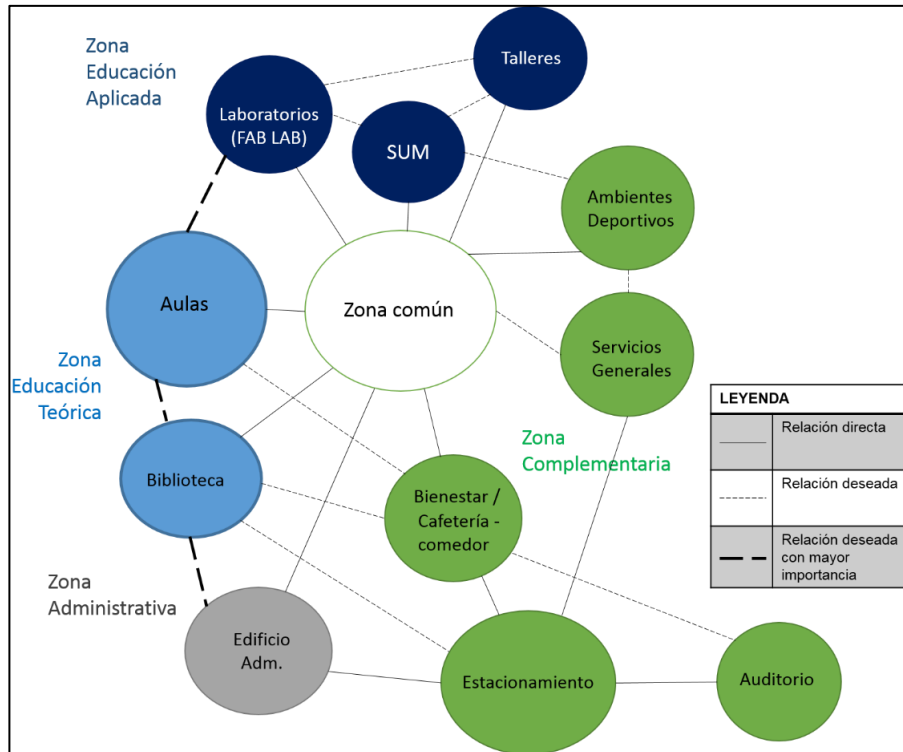 Zona
Educación
Aplicada
Talleres
Laboratorios
(FAB LAB)
SUM
Ambientes
Deportivos
Aulas
Zona común
Servicios
Generales
Zona
Educación
Teórica
LEYENDA
Relación directa
Relación deseada
Relación deseada
con mayor
importancia
Zona
Complementaria
Biblioteca
Bienestar /
Cafetería -
comedor
Zona
Administrativa
Edificio
Adm.
Estacionamiento
Auditorio